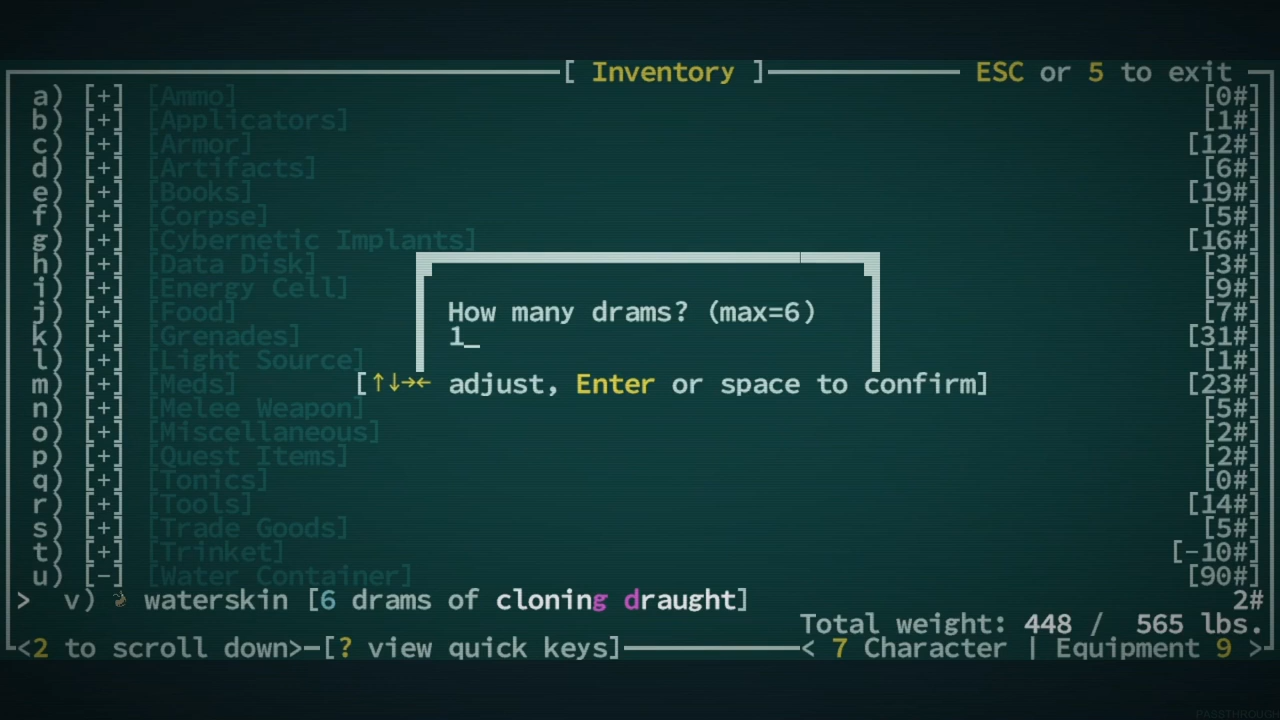 [ Inventory ] ESC or 5 to exit
a) [+] [Ammo] [0#]
b) [+] [Applicators] [1#]
c) [+] [Armor] [12#]
d) [+] [Artifacts] [6#]
e) [+] [Books] [19#]
f) [+] [Corpse] [5#]
g) [+] [Cybernetic Implants] [16#]
h) [+] [Data Disk] [3#]
i) [+] [Energy Cell] [9#]
j) [+] [Food] [7#]
k) [+] [Grenades] [31#]
l) [+] [Light Source] [1#]
m) [+] [Meds] [23#]
n) [+] [Melee Weapon] [5#]
o) [+] [Miscellaneous] [2#]
p) [+] [Quest Items] [2#]
q) [+] [Tonics] [0#]
r) [+] [Tools] [14#]
s) [+] [Trade Goods] [5#]
t) [+] [Trinket] [-10#]
u) [-] [Water Container] [90#]
> v) waterskin [6 drams of cloning draught] 2#
How many drams? (max=6)
1_
[↑↓→← adjust, Enter or space to confirm]
Total weight: 448 / 565 lbs.
<2 to scroll down> [? view quick keys] < 7 Character | Equipment 9 >
PASSTHROUGH